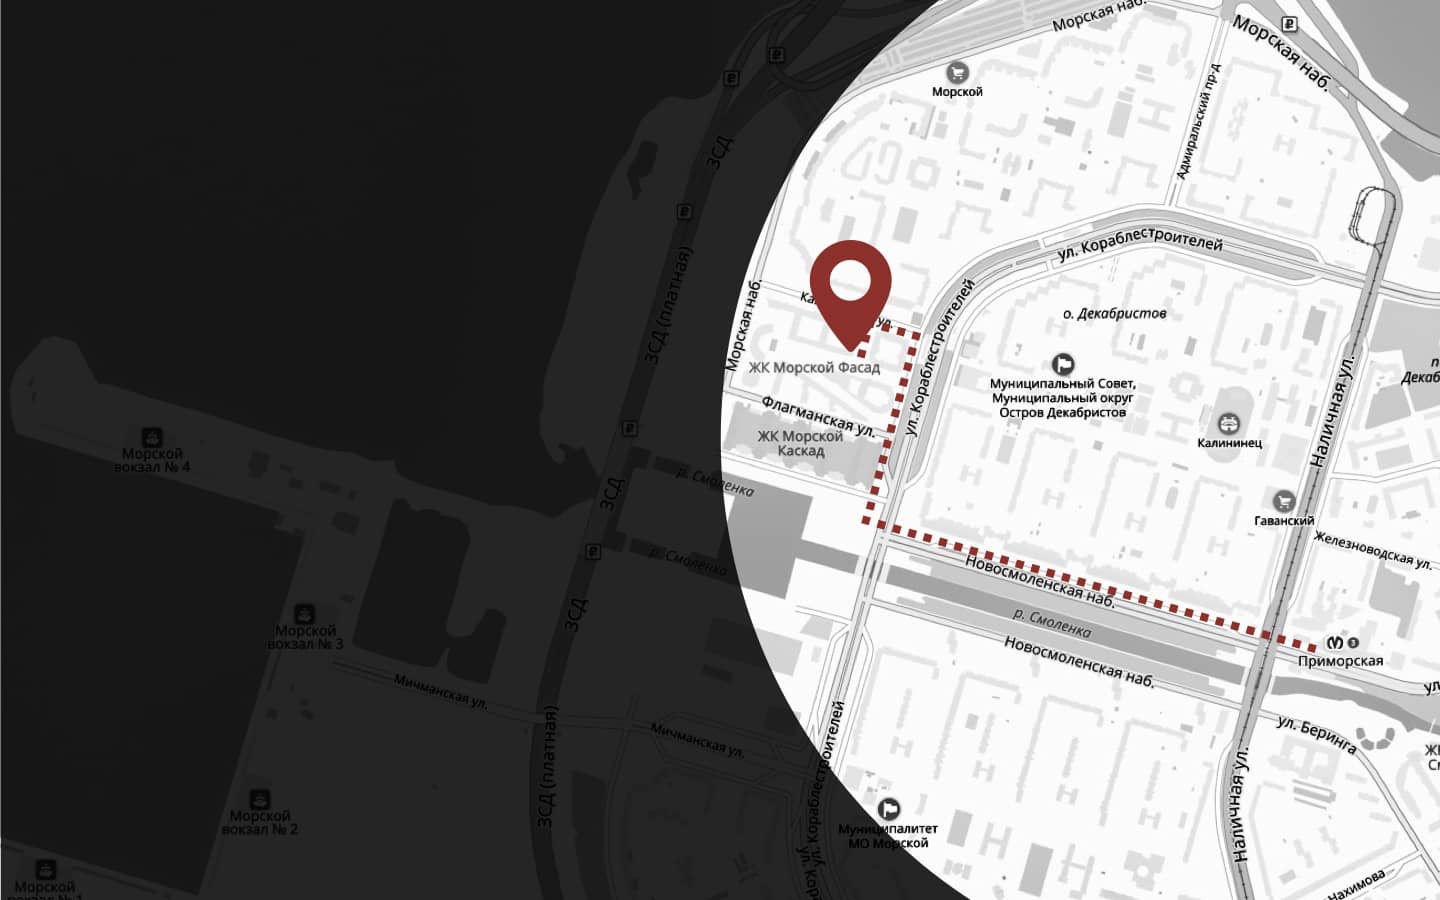 Морская наб.
Морская наб.
Морской
Адмиральский пр-д
ЗСД
ул. Кораблестроителей
ЗСД (платная)
Морская наб.
ул.
ул. Кораблестроителей
о. Декабристов
ЖК Морской Фасад
Муниципальный Совет,
Муниципальный округ
Остров Декабристов
Наличная ул.
Флагманская ул.
ЖК Морской
Каскад
Калининец
Морской
вокзал № 4
р. Смоленка
ЗСД
Гаванский
Железноводская ул.
р. Смоленка
Новосмоленская наб.
р. Смоленка
ЗСД
Морской
вокзал № 3
Новосмоленская наб.
3
Приморская
ул.
Мичманская ул.
Мичманская ул.
ул. Беринга
ЗСД (платная)
ул. Кораблестроителей
Наличная ул.
Морской
вокзал № 2
Муниципалитет
МО Морской
Нахимова
Морской
вокзал № 1